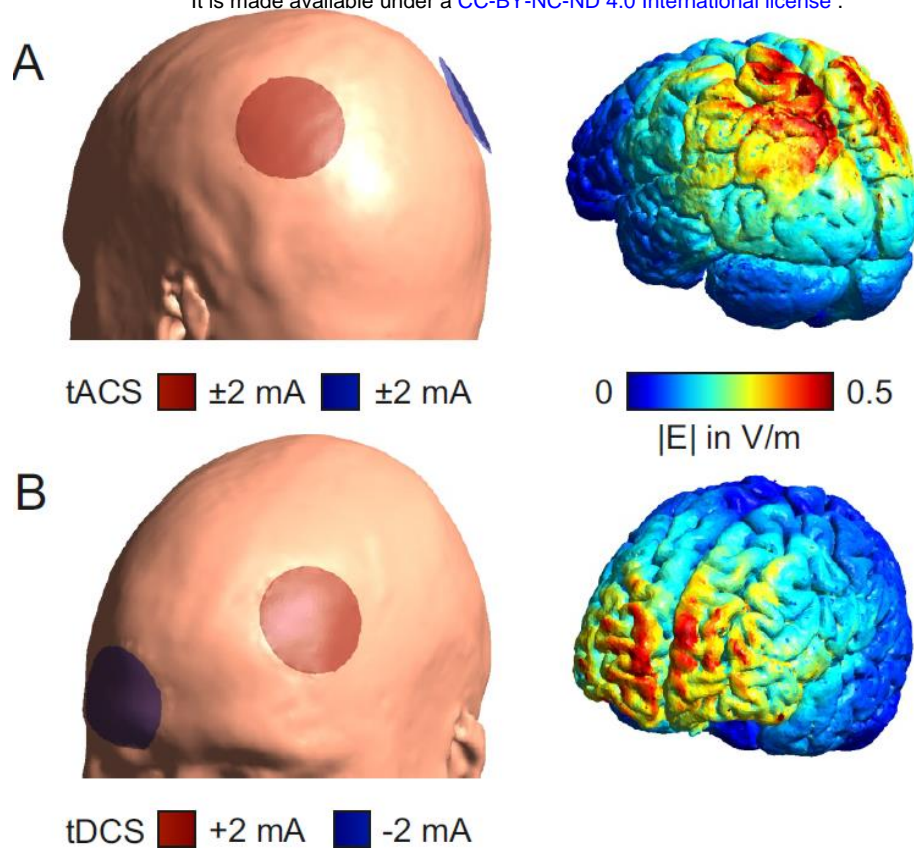 It is made available under a CC-BY-NC-ND 4.0 International license .
A
tACS ±2 mA ±2 mA
0 0.5
|E| in V/m
B
tDCS +2 mA -2 mA